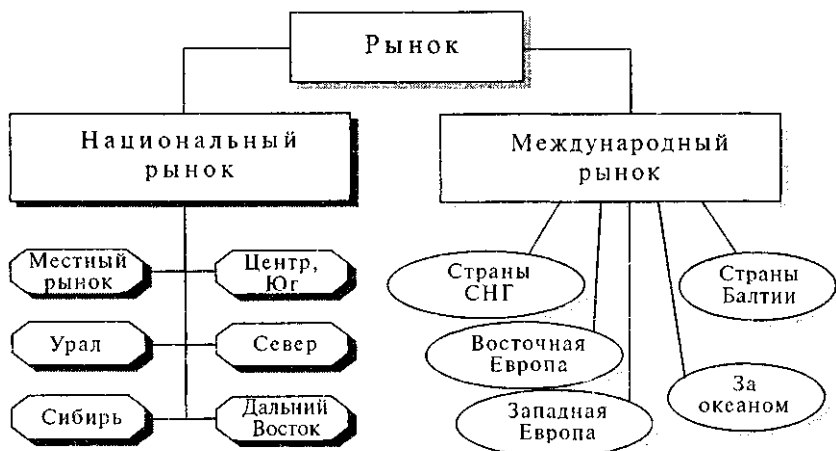 Рынок
Национальный
рынок
Международный
рынок
Местный
рынок
Центр,
Юг
Урал
Север
Сибирь
Дальний
Восток
Страны
СНГ
Страны
Балтии
Восточная
Европа
За
океаном
Западная
Европа